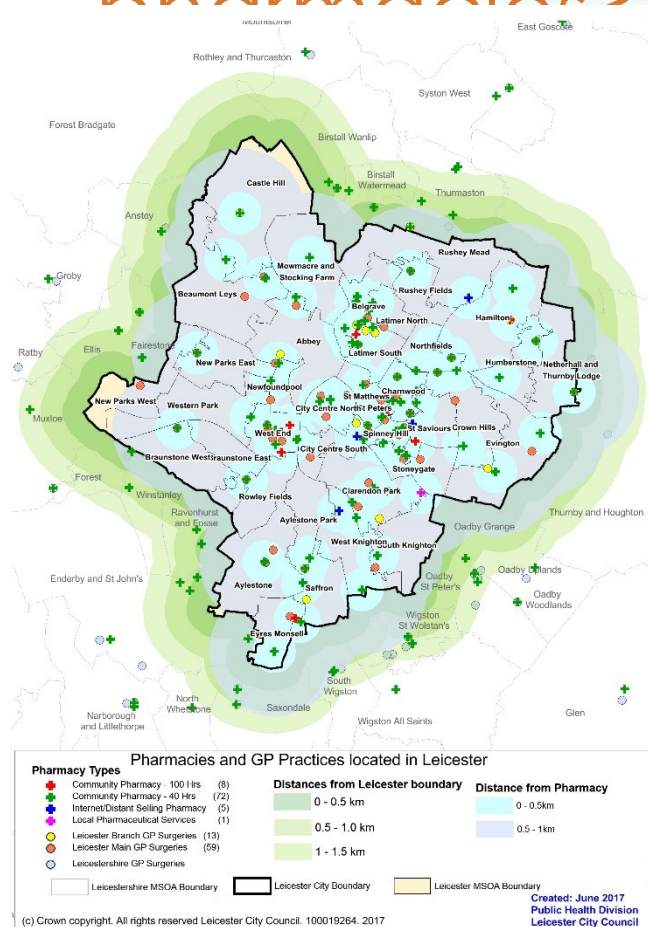 East Goscote
Rothley and Thurcaston
Syston West
Forest Bradgate
Birstall Wanlip
Castle Hill
Birstall
Watermead
Thurmaston
Anstey
Rushey Mead
Mowmacre and
Stocking Farm
Groby
Rushey Fields
Beaumont Leys
Belgrave
Hamilton
Latimer North
Ellis
Fairestone
Abbey
Northfields
Ratby
Latimer South
Humberstone
Netherhall and
Thurnby Lodge
New Parks East
Newfoundpool
Charnwood
New Parks West
St Matthews
Western Park
City Centre North
St Peters
Muxloe
West End
Spinney Hill
St Saviours
Crown Hills
Braunstone West
Braunstone East
City Centre South
Evington
Forest
Stoneygate
Winstanley
Rowley Fields
Clarendon Park
Ravenhurst
and Fosse
Aylestone Park
Thurnby and Houghton
Oadby Grange
West Knighton
South Knighton
Enderby and St John's
Aylestone
Saffron
Oadby
St Peter's
Oadby Uplands
Oadby
Woodlands
Wigston
St Wolstan's
Eyres Monsell
South
Wigston
North
Whetstone
Saxondale
Glen
Narborough
and Littlethorpe
Wigston All Saints
Pharmacies and GP Practices located in Leicester
Pharmacy Types
Community Pharmacy - 100 Hrs (8)
Community Pharmacy - 40 Hrs (72)
Internet/Distant Selling Pharmacy (5)
Local Pharmaceutical Services (1)
Leicester Branch GP Surgeries (13)
Leicester Main GP Surgeries (59)
Leicestershire GP Surgeries
Distances from Leicester boundary
0 - 0.5 km
0.5 - 1.0 km
1 - 1.5 km
Distance from Pharmacy
0 - 0.5km
0.5 - 1km
Leicestershire MSOA Boundary
Leicester City Boundary
Leicester MSOA Boundary
Created: June 2017
Public Health Division
Leicester City Council
(c) Crown copyright. All rights reserved Leicester City Council. 100019264. 2017